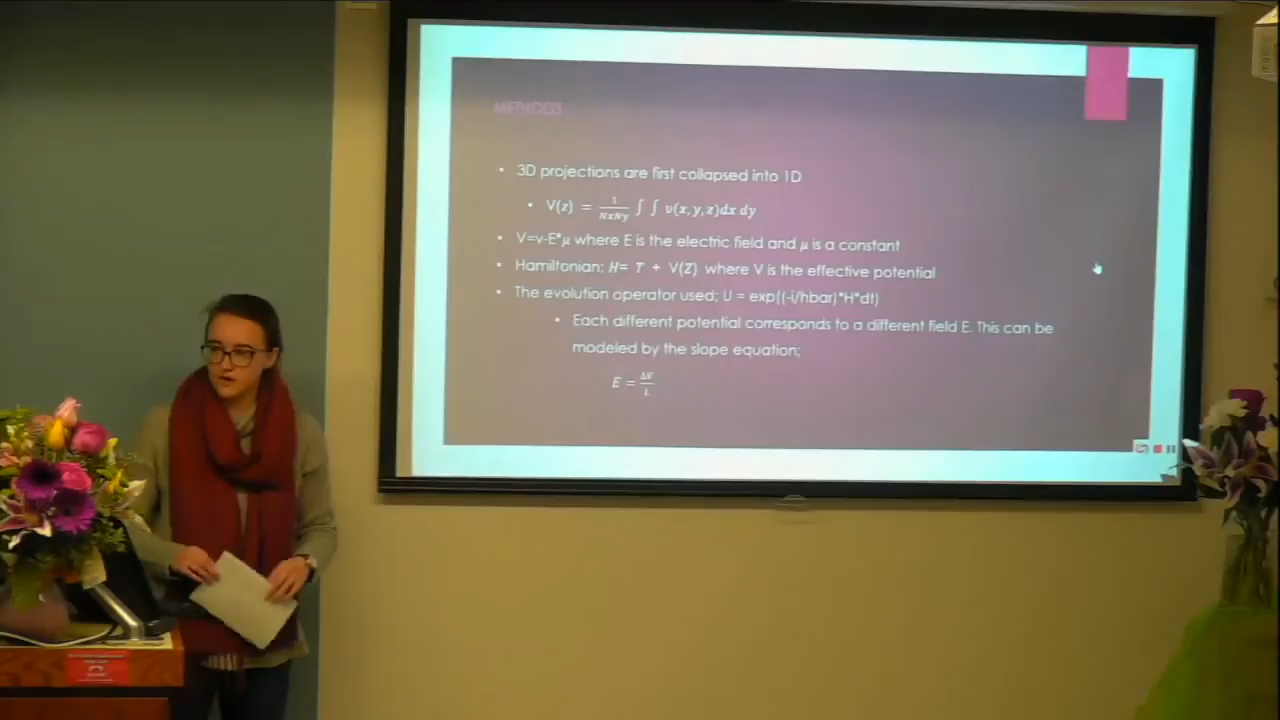 METHODS
• 3D projections are first collapsed into 1D
• V(z) = 1/NxNy ∫ ∫ v(x, y, z)dx dy
• V=v-E*μ where E is the electric field and μ is a constant
• Hamiltonian: H= T + V(Z) where V is the effective potential
• The evolution operator used; U = exp((-i/hbar)*H*dt)
• Each different potential corresponds to a different field E. This can be
modeled by the slope equation;
E = ΔV/L